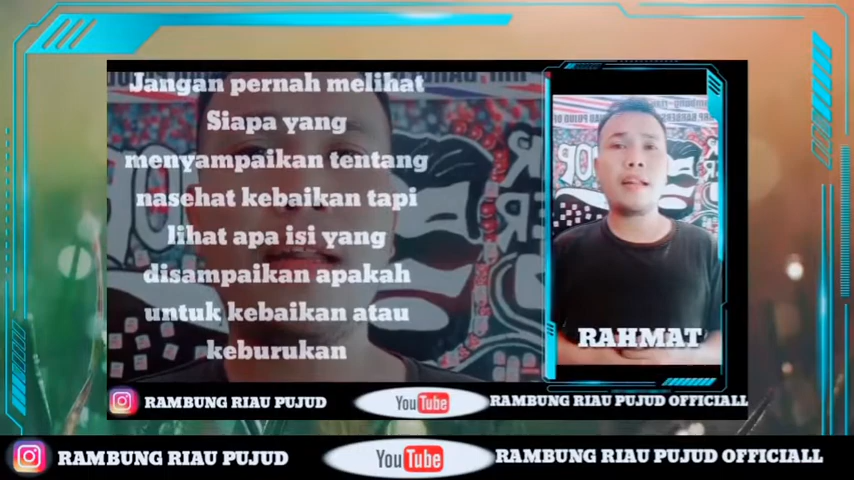 Jangan pernah melihat
Siapa yang
menyampaikan tentang
nasehat kebaikan tapi
lihat apa isi yang
disampaikan apakah
untuk kebaikan atau
keburukan
RAHMAT
RAMBUNG RIAU PUJUD
YouTube
RAMBUNG RIAU PUJUD OFFICIALL
RAMBUNG RIAU PUJUD
YouTube
RAMBUNG RIAU PUJUD OFFICIALL